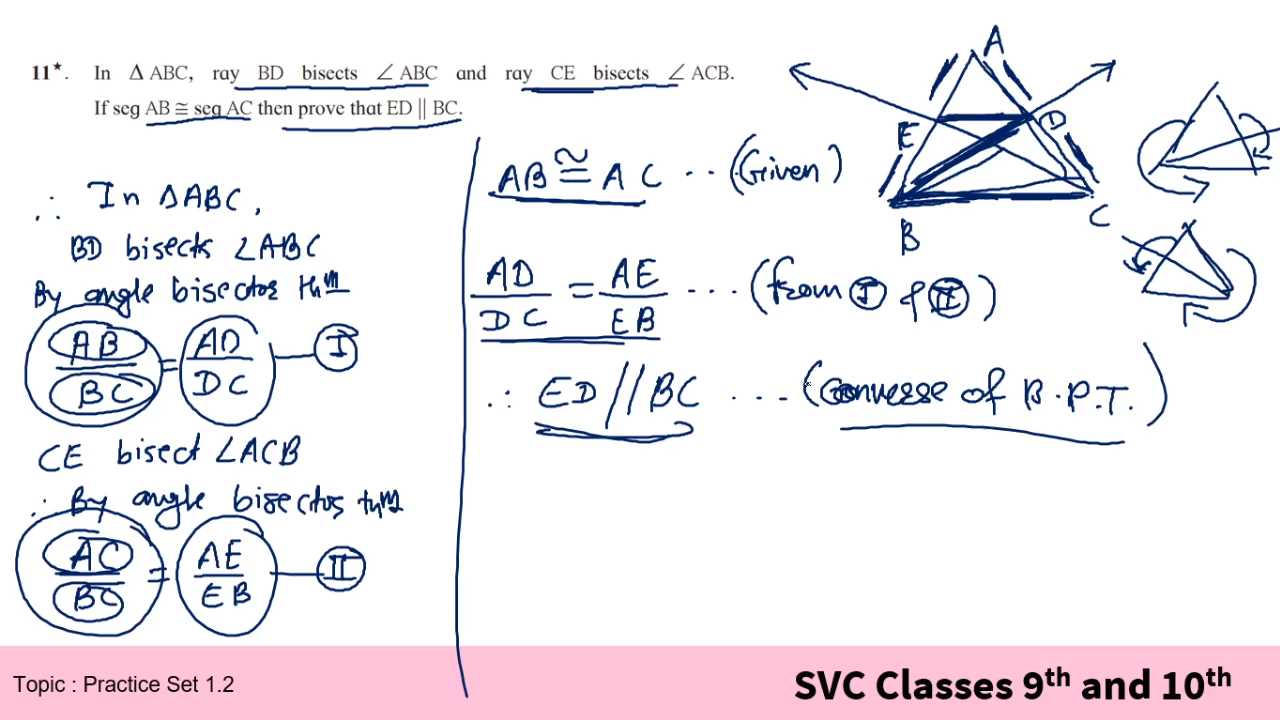 11*. In Δ ABC, ray BD bisects ∠ ABC and ray CE bisects ∠ ACB.
If seg AB ≅ seg AC then prove that ED || BC.
∴ In ΔABC,
BD bisects ∠ABC
By angle bisector thm
AB/BC = AD/DC — I
CE bisect ∠ACB
∴ By angle bisector thm
AC/BC = AE/EB — II
AB ≅ AC ... (Given)
AD/DC = AE/EB ... (from I & II)
∴ ED // BC ... (Converse of B.P.T.)
A
E
D
B
C
Topic : Practice Set 1.2
SVC Classes 9th and 10th